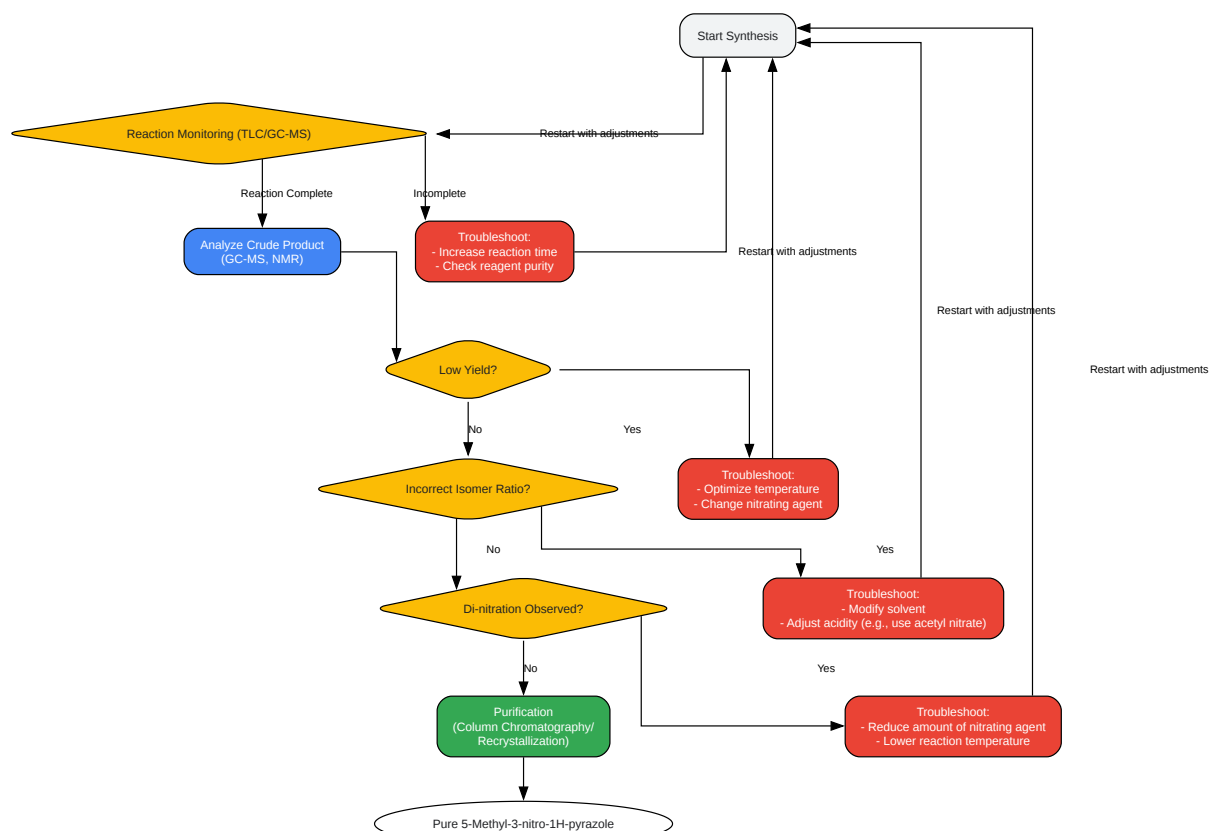 Start Synthesis
Reaction Monitoring (TLC/GC-MS)
Restart with adjustments
Reaction Complete
Incomplete
Analyze Crude Product
(GC-MS, NMR)
Troubleshoot:
- Increase reaction time
- Check reagent purity
Restart with adjustments
Restart with adjustments
Low Yield?
Restart with adjustments
No
Yes
Incorrect Isomer Ratio?
Troubleshoot:
- Optimize temperature
- Change nitrating agent
No
Yes
Di-nitration Observed?
Troubleshoot:
- Modify solvent
- Adjust acidity (e.g., use acetyl nitrate)
No
Yes
Purification
(Column Chromatography/
Recrystallization)
Troubleshoot:
- Reduce amount of nitrating agent
- Lower reaction temperature
Pure 5-Methyl-3-nitro-1H-pyrazole